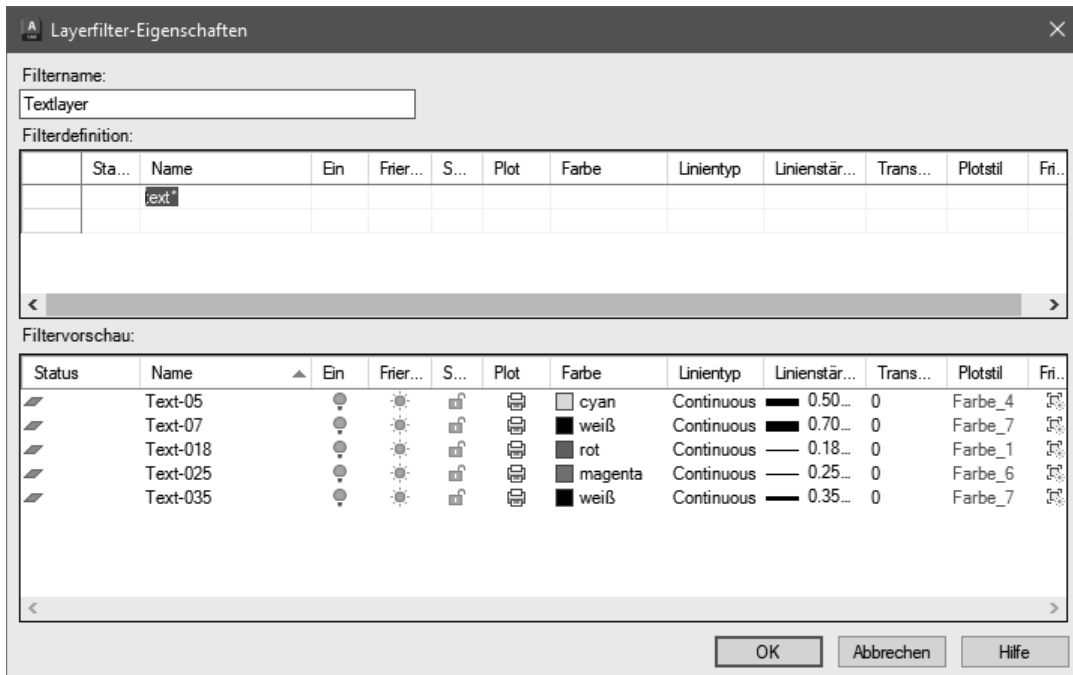 Layerfilter-Eigenschaften
Filtername:
Textlayer
Filterdefinition:
Sta... Name Ein Frier... S... Plot Farbe Linientyp Linienstär... Trans... Plotstil Fri..
text*
Filtervorschau:
Status Name Ein Frier... S... Plot Farbe Linientyp Linienstär... Trans... Plotstil Fri..
Text-05 cyan Continuous 0.50... 0 Farbe_4
Text-07 weiß Continuous 0.70... 0 Farbe_7
Text-018 rot Continuous 0.18... 0 Farbe_1
Text-025 magenta Continuous 0.25... 0 Farbe_6
Text-035 weiß Continuous 0.35... 0 Farbe_7
OK Abbrechen Hilfe